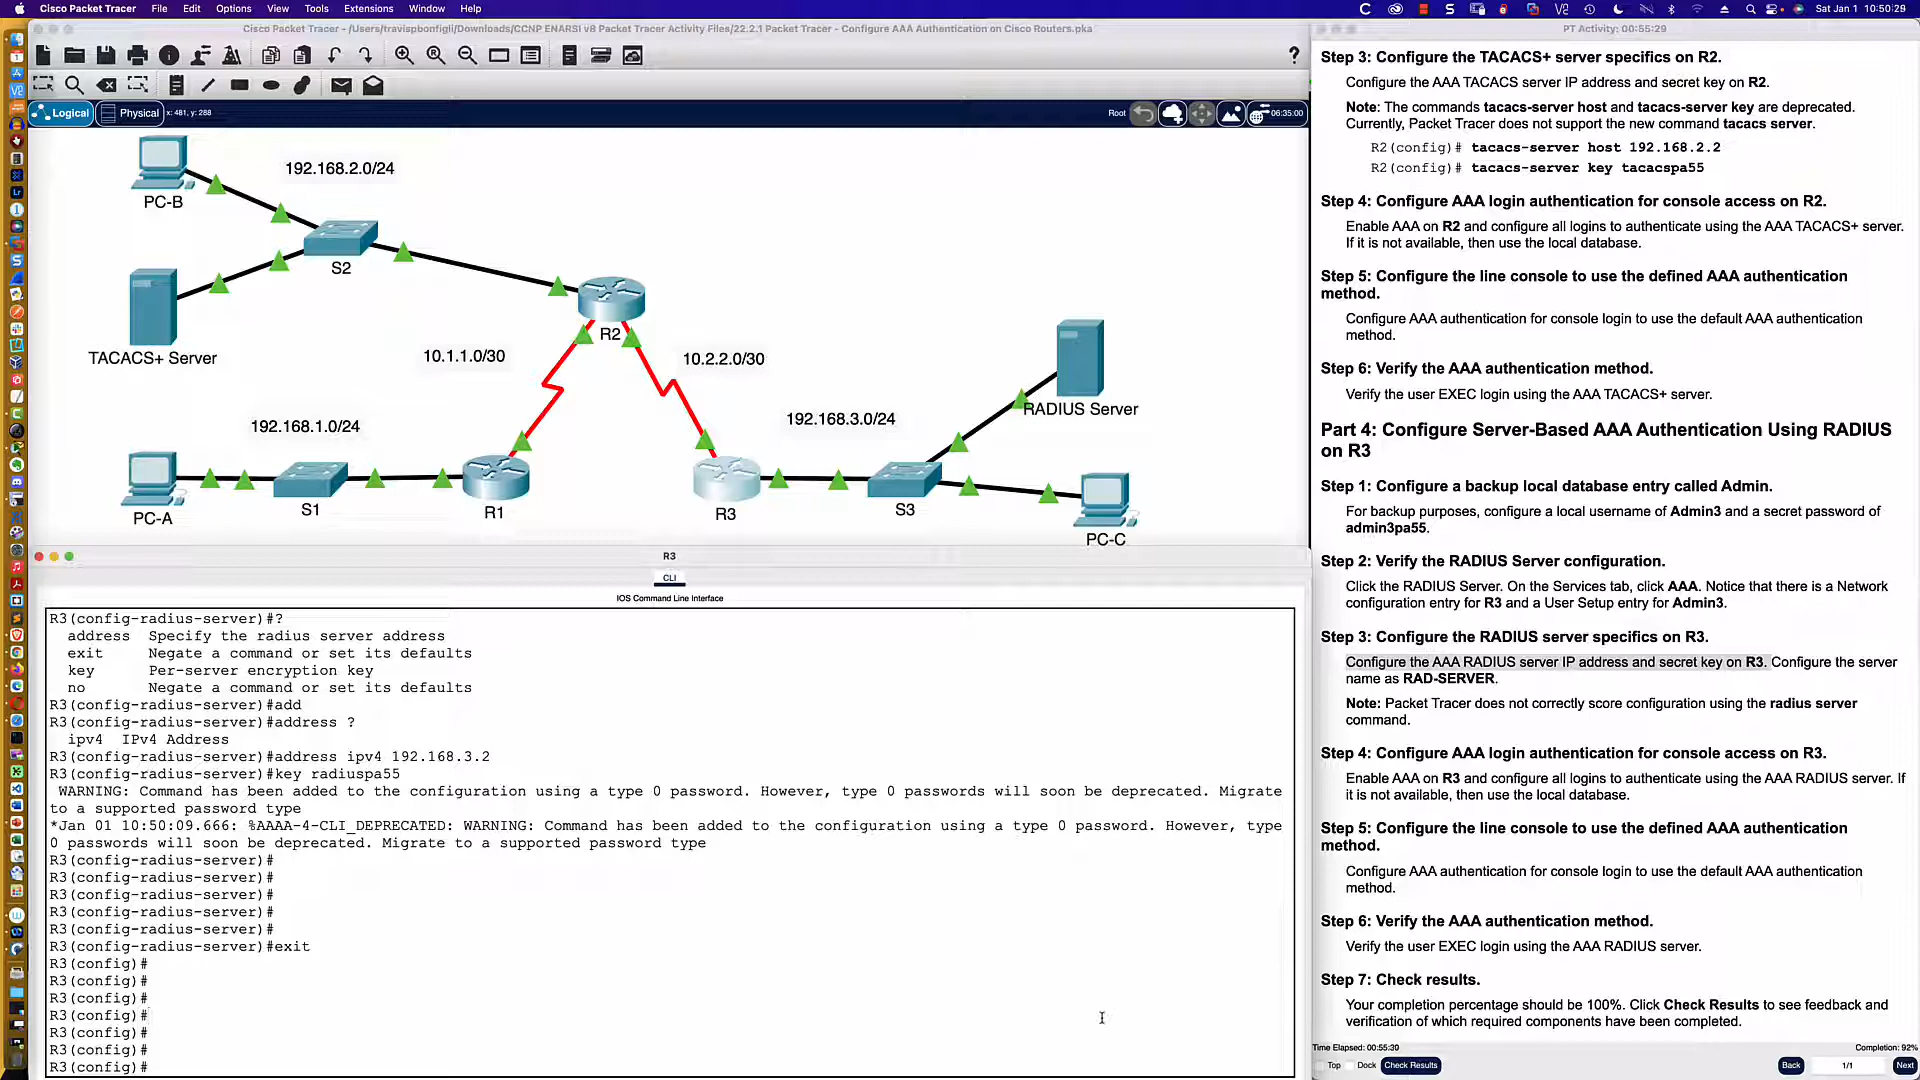 Cisco Packet Tracer File Edit Options View Tools Extensions Window Help
Sat Jan 1 10:50:29
Cisco Packet Tracer - /Users/travispbonfigli/Downloads/CCNP ENARSI v8 Packet Tracer Activity Files/22.2.1 Packet Tracer - Configure AAA Authentication on Cisco Routers.pka
PT Activity: 00:55:29
Logical
Physical
x: 481, y: 288
Root
06:35:00
192.168.2.0/24
PC-B
S2
TACACS+ Server
R2
10.1.1.0/30
10.2.2.0/30
RADIUS Server
192.168.1.0/24
192.168.3.0/24
PC-A
S1
R1
R3
S3
PC-C
R3
CLI
IOS Command Line Interface
R3(config-radius-server)#?
address Specify the radius server address
exit Negate a command or set its defaults
key Per-server encryption key
no Negate a command or set its defaults
R3(config-radius-server)#add
R3(config-radius-server)#address ?
ipv4 IPv4 Address
R3(config-radius-server)#address ipv4 192.168.3.2
R3(config-radius-server)#key radiuspa55
WARNING: Command has been added to the configuration using a type 0 password. However, type 0 passwords will soon be deprecated. Migrate
to a supported password type
*Jan 01 10:50:09.666: %AAAA-4-CLI_DEPRECATED: WARNING: Command has been added to the configuration using a type 0 password. However, type
0 passwords will soon be deprecated. Migrate to a supported password type
R3(config-radius-server)#
R3(config-radius-server)#
R3(config-radius-server)#
R3(config-radius-server)#
R3(config-radius-server)#
R3(config-radius-server)#exit
R3(config)#
R3(config)#
R3(config)#
R3(config)#
R3(config)#
R3(config)#
R3(config)#
Step 3: Configure the TACACS+ server specifics on R2.
Configure the AAA TACACS server IP address and secret key on R2.
Note: The commands tacacs-server host and tacacs-server key are deprecated.
Currently, Packet Tracer does not support the new command tacacs server.
R2(config)# tacacs-server host 192.168.2.2
R2(config)# tacacs-server key tacacspa55
Step 4: Configure AAA login authentication for console access on R2.
Enable AAA on R2 and configure all logins to authenticate using the AAA TACACS+ server.
If it is not available, then use the local database.
Step 5: Configure the line console to use the defined AAA authentication
method.
Configure AAA authentication for console login to use the default AAA authentication
method.
Step 6: Verify the AAA authentication method.
Verify the user EXEC login using the AAA TACACS+ server.
Part 4: Configure Server-Based AAA Authentication Using RADIUS
on R3
Step 1: Configure a backup local database entry called Admin.
For backup purposes, configure a local username of Admin3 and a secret password of
admin3pa55.
Step 2: Verify the RADIUS Server configuration.
Click the RADIUS Server. On the Services tab, click AAA. Notice that there is a Network
configuration entry for R3 and a User Setup entry for Admin3.
Step 3: Configure the RADIUS server specifics on R3.
Configure the AAA RADIUS server IP address and secret key on R3. Configure the server
name as RAD-SERVER.
Note: Packet Tracer does not correctly score configuration using the radius server
command.
Step 4: Configure AAA login authentication for console access on R3.
Enable AAA on R3 and configure all logins to authenticate using the AAA RADIUS server. If
it is not available, then use the local database.
Step 5: Configure the line console to use the defined AAA authentication
method.
Configure AAA authentication for console login to use the default AAA authentication
method.
Step 6: Verify the AAA authentication method.
Verify the user EXEC login using the AAA RADIUS server.
Step 7: Check results.
Your completion percentage should be 100%. Click Check Results to see feedback and
verification of which required components have been completed.
Time Elapsed: 00:55:30
Completion: 92%
Top
Dock
Check Results
Back
1/1
Next